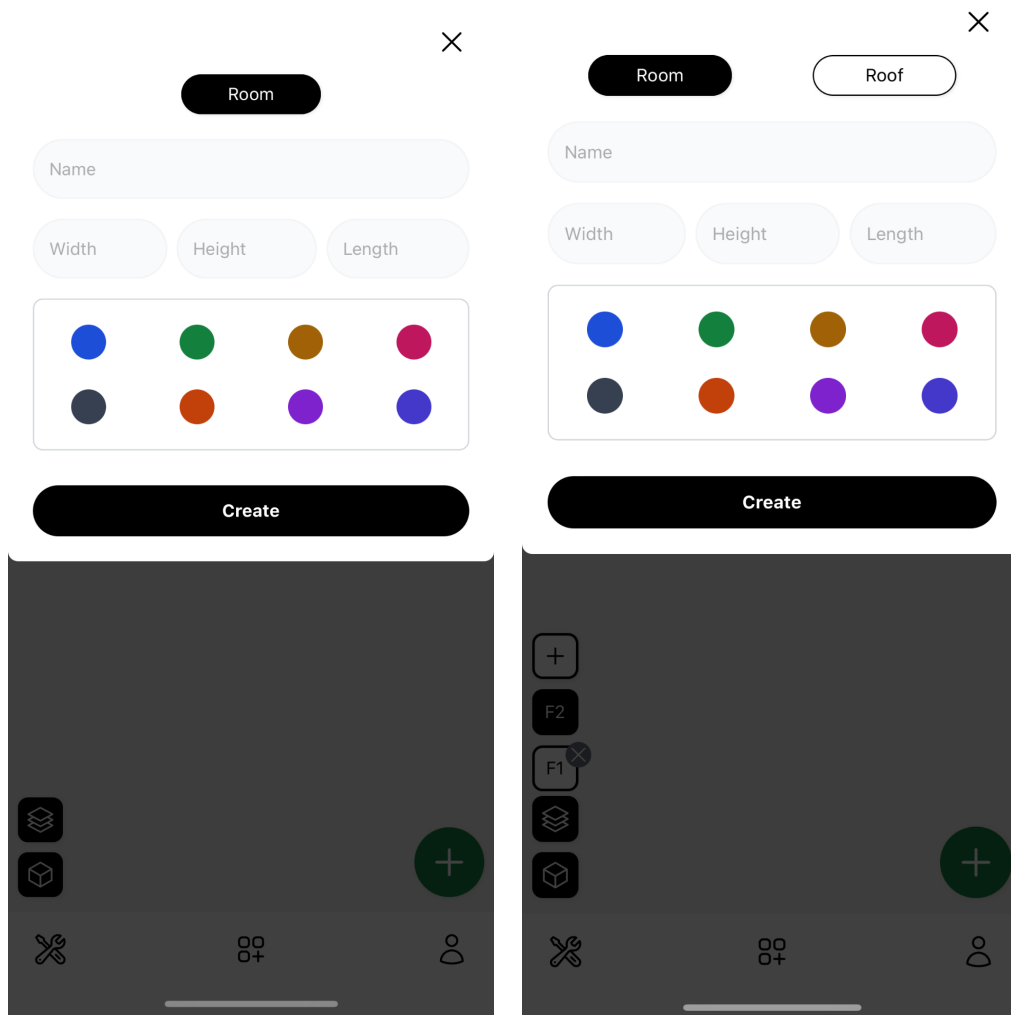 Room
Name
Width Height Length
Create
Room Roof
Name
Width Height Length
Create
F2
F1